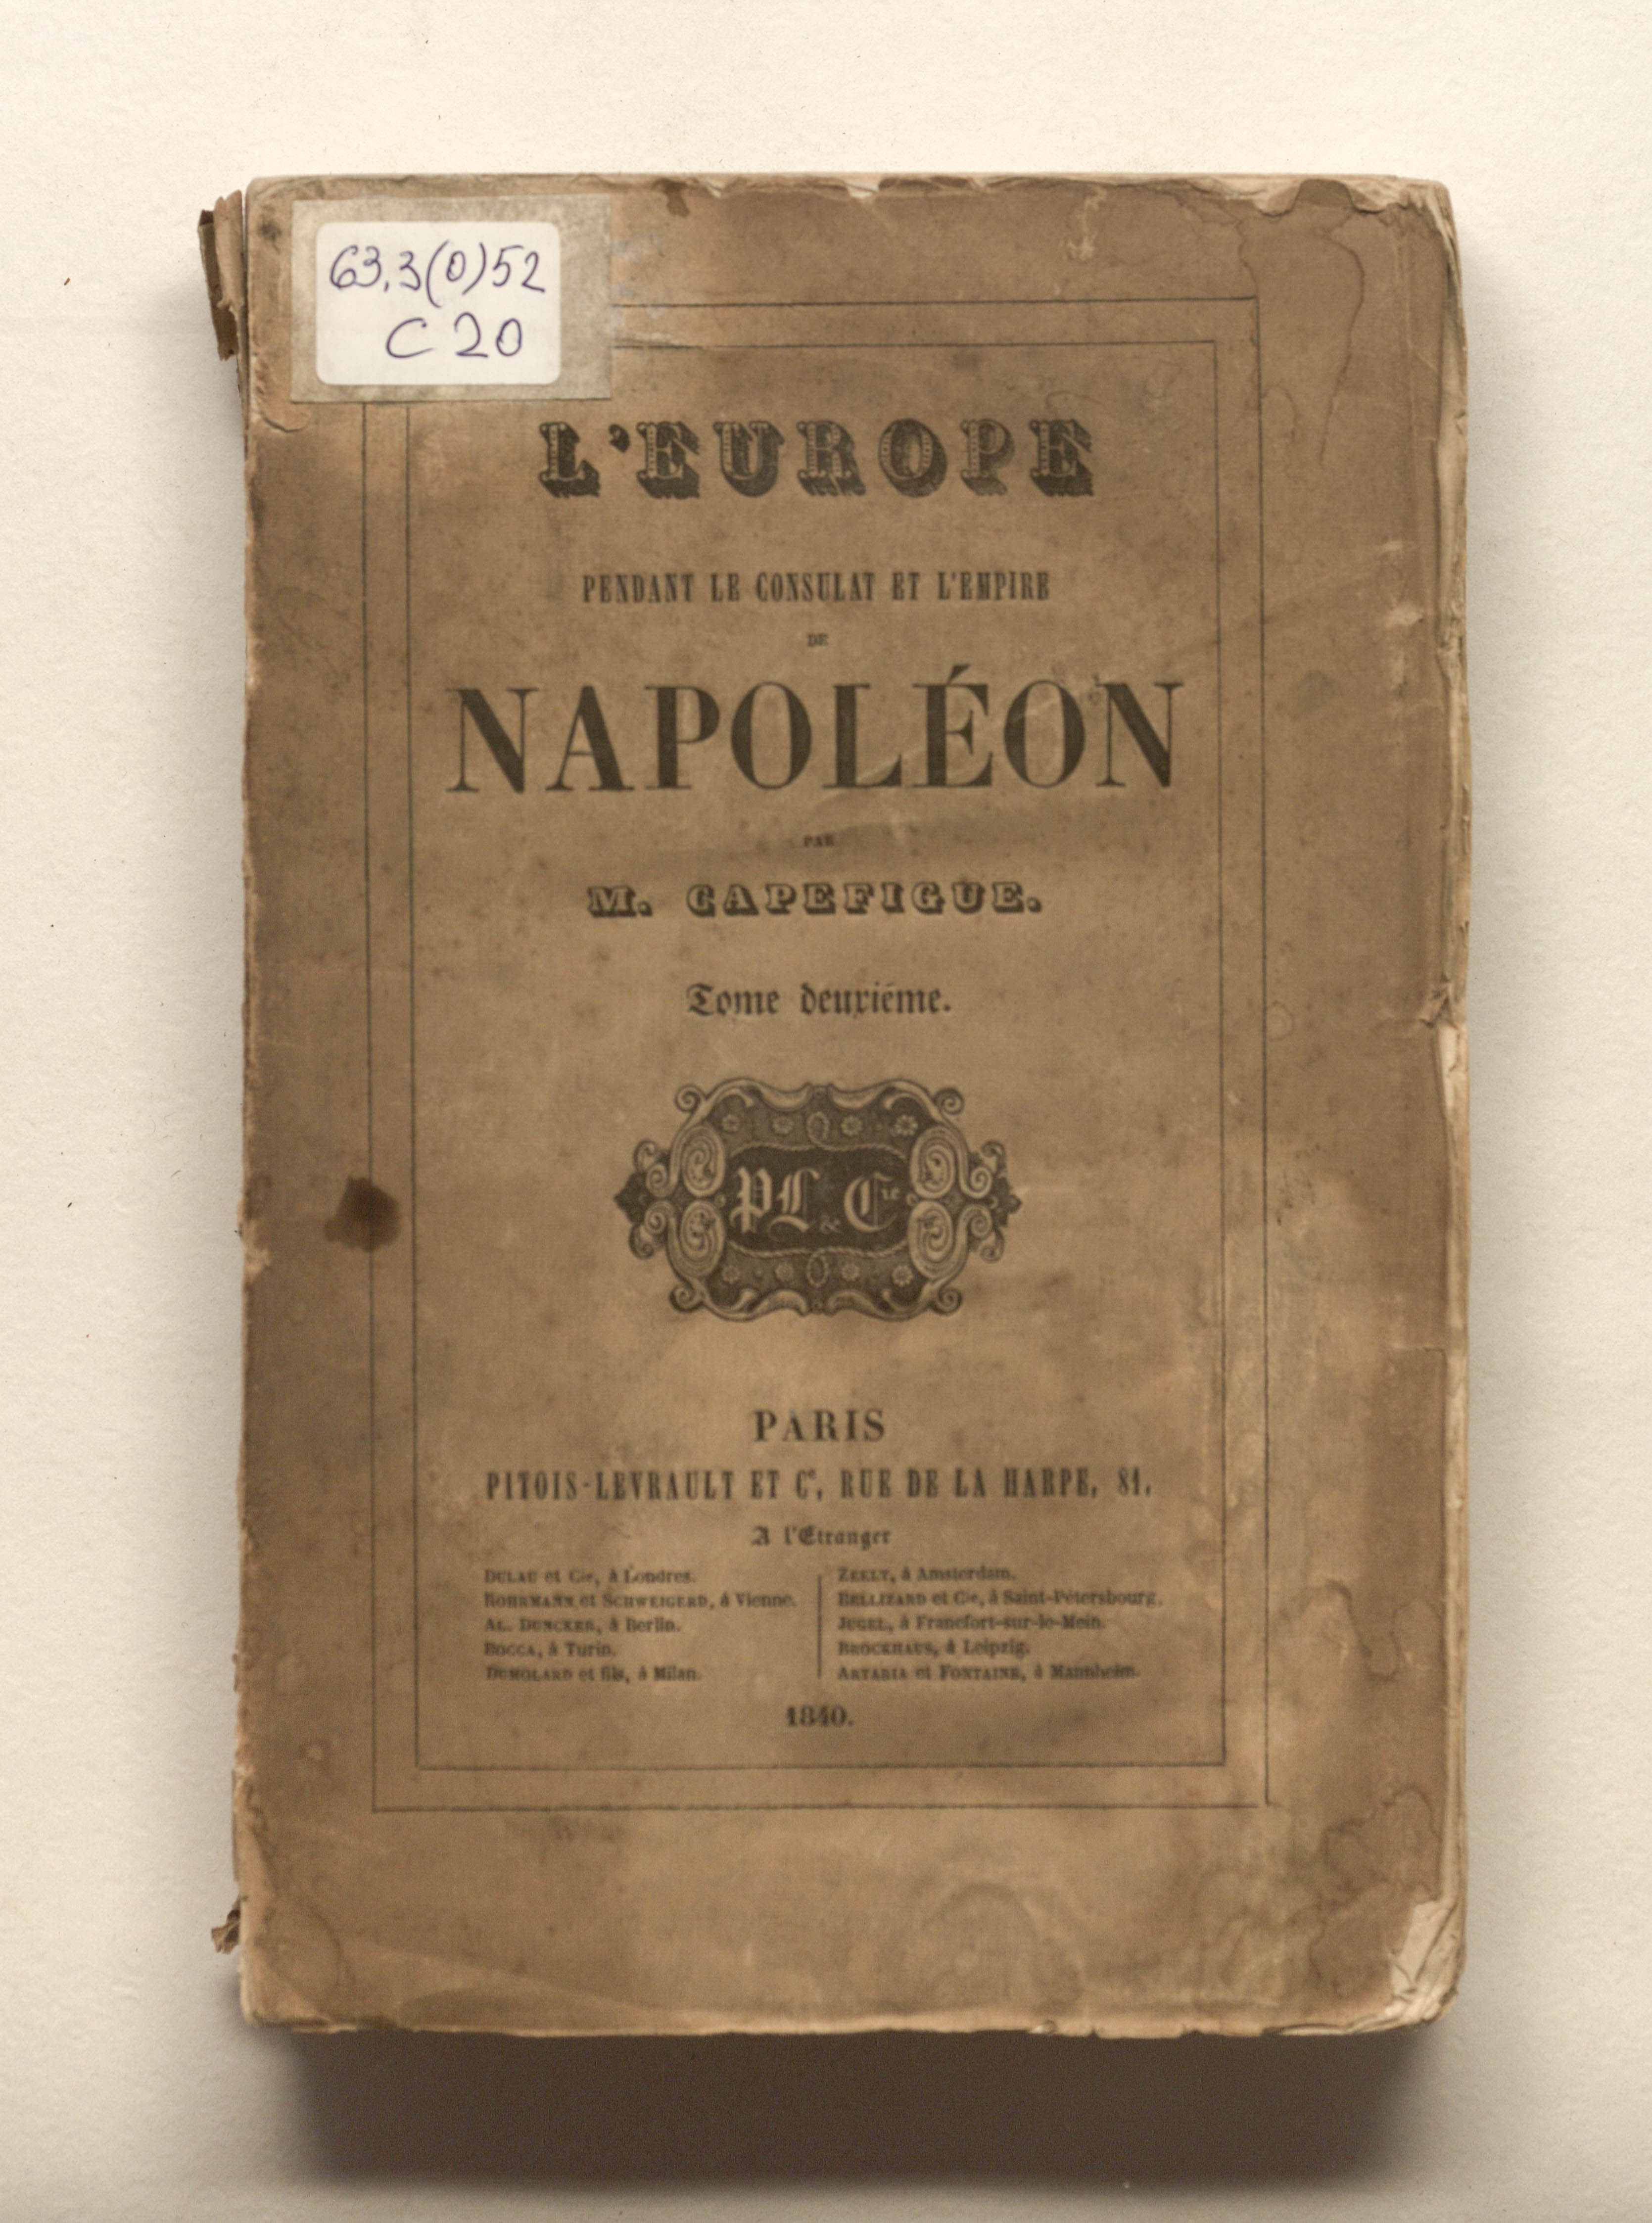 63.3(0)52
C 20
L'EUROPE
PENDANT LE CONSULAT ET L'EMPIRE
DE
NAPOLÉON
PAR
M. CAPEFIGUE.
Tome deuxiéme.
PL & Cie
PARIS
PITOIS-LEVRAULT ET Ce, RUE DE LA HARPE, 81.
A l'Etranger
DULAU et Cie, à Londres.
ROHRMANN et SCHWEIGERD, à Vienne.
AL. DUNCKER, à Berlin.
BOCCA, à Turin.
DUMOLARD et fils, à Milan.
ZEELT, à Amsterdam.
BELLIZARD et Cie, à Saint-Pétersbourg.
JUGEL, à Francfort-sur-le-Mein.
BROCKHAUS, à Leipzig.
ARTARIA et FONTAINE, à Mannheim.
1840.